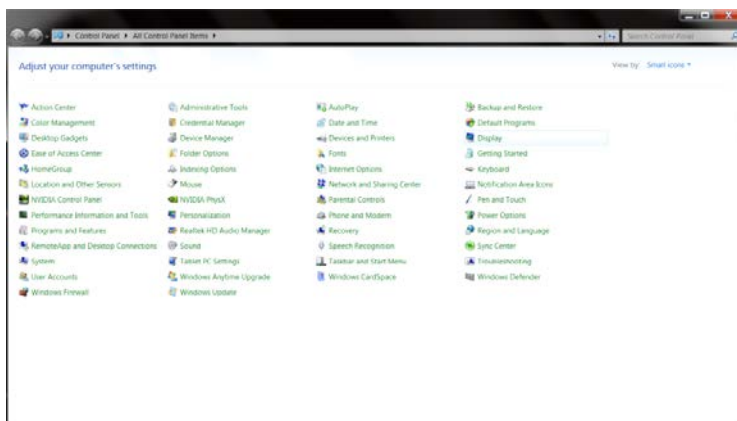 Control Panel ▸ All Control Panel Items ▸
Search Control Panel
Adjust your computer's settings
View by: Small icons
Action Center
Administrative Tools
AutoPlay
Backup and Restore
Color Management
Credential Manager
Date and Time
Default Programs
Desktop Gadgets
Device Manager
Devices and Printers
Display
Ease of Access Center
Folder Options
Fonts
Getting Started
HomeGroup
Indexing Options
Internet Options
Keyboard
Location and Other Sensors
Mouse
Network and Sharing Center
Notification Area Icons
NVIDIA Control Panel
NVIDIA PhysX
Parental Controls
Pen and Touch
Performance Information and Tools
Personalization
Phone and Modem
Power Options
Programs and Features
Realtek HD Audio Manager
Recovery
Region and Language
RemoteApp and Desktop Connections
Sound
Speech Recognition
Sync Center
System
Tablet PC Settings
Taskbar and Start Menu
Troubleshooting
User Accounts
Windows Anytime Upgrade
Windows CardSpace
Windows Defender
Windows Firewall
Windows Update